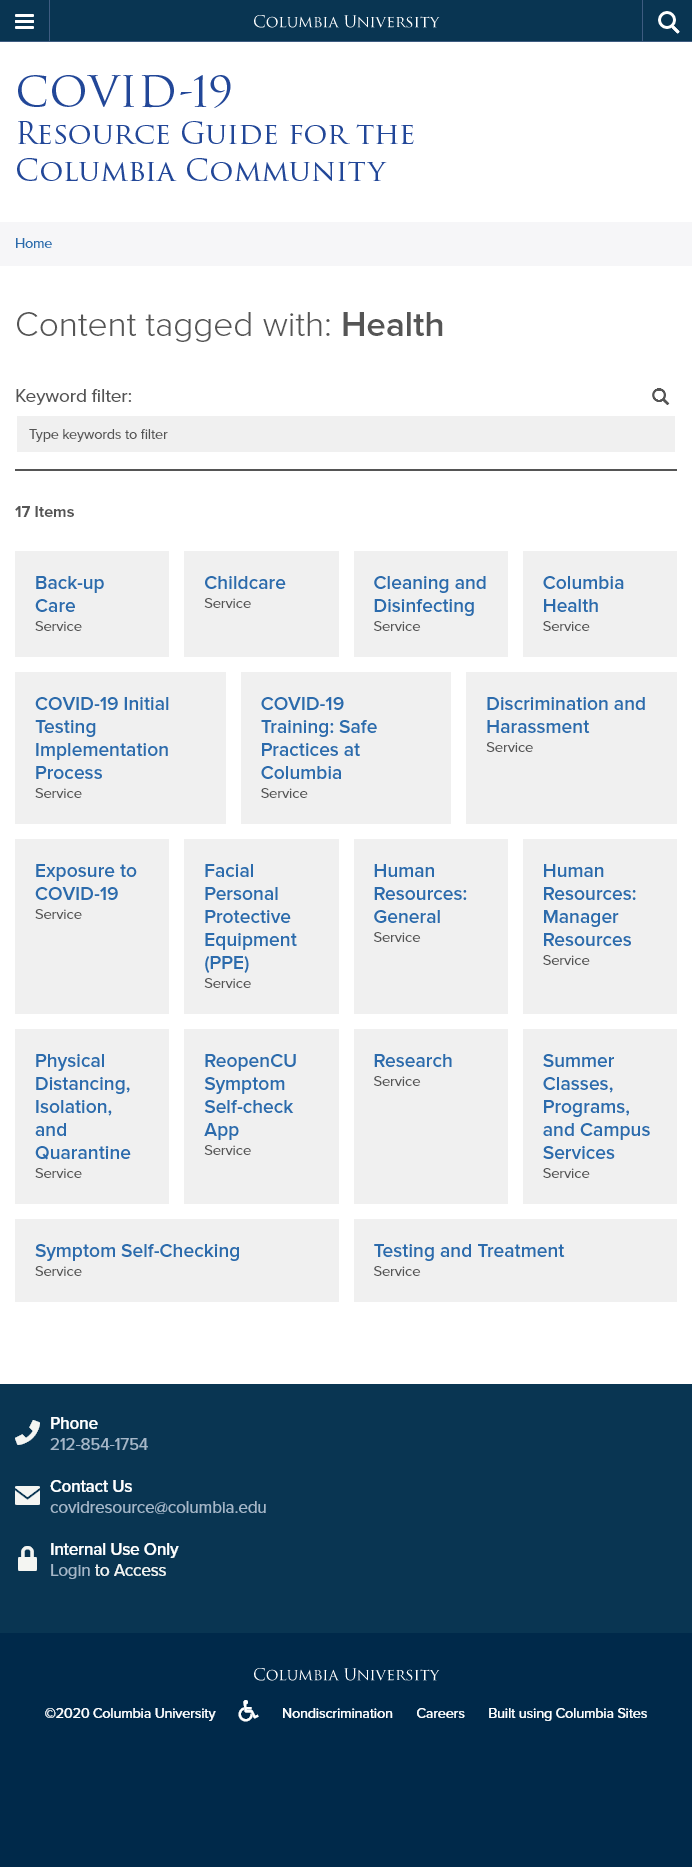 Columbia University
COVID-19
Resource Guide for the
Columbia Community
Home
Content tagged with: Health
Keyword filter:
Type keywords to filter
17 Items
Back-up
Care
Service
Childcare
Service
Cleaning and
Disinfecting
Service
Columbia
Health
Service
COVID-19 Initial
Testing
Implementation
Process
Service
COVID-19
Training: Safe
Practices at
Columbia
Service
Discrimination and
Harassment
Service
Exposure to
COVID-19
Service
Facial
Personal
Protective
Equipment
(PPE)
Service
Human
Resources:
General
Service
Human
Resources:
Manager
Resources
Service
Physical
Distancing,
Isolation,
and
Quarantine
Service
ReopenCU
Symptom
Self-check
App
Service
Research
Service
Summer
Classes,
Programs,
and Campus
Services
Service
Symptom Self-Checking
Service
Testing and Treatment
Service
Phone
212-854-1754
Contact Us
covidresource@columbia.edu
Internal Use Only
Login to Access
Columbia University
©2020 Columbia University Nondiscrimination Careers Built using Columbia Sites